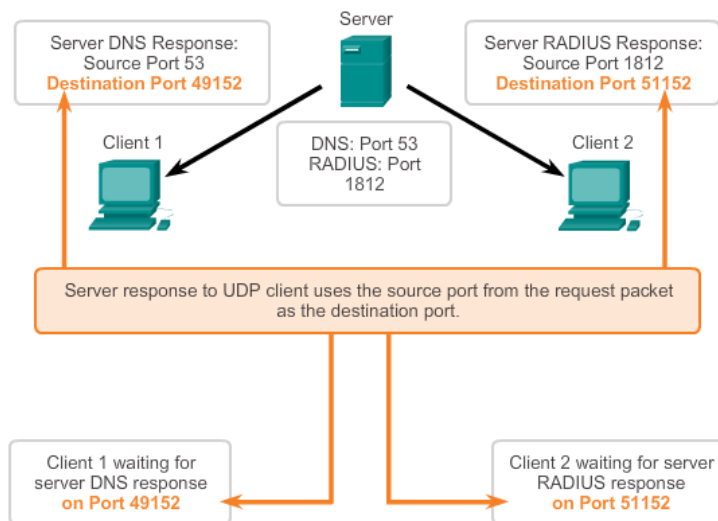 Server
Server DNS Response:
Source Port 53
Destination Port 49152
Server RADIUS Response:
Source Port 1812
Destination Port 51152
Client 1
DNS: Port 53
RADIUS: Port
1812
Client 2
Server response to UDP client uses the source port from the request packet
as the destination port.
Client 1 waiting for
server DNS response
on Port 49152
Client 2 waiting for server
RADIUS response
on Port 51152